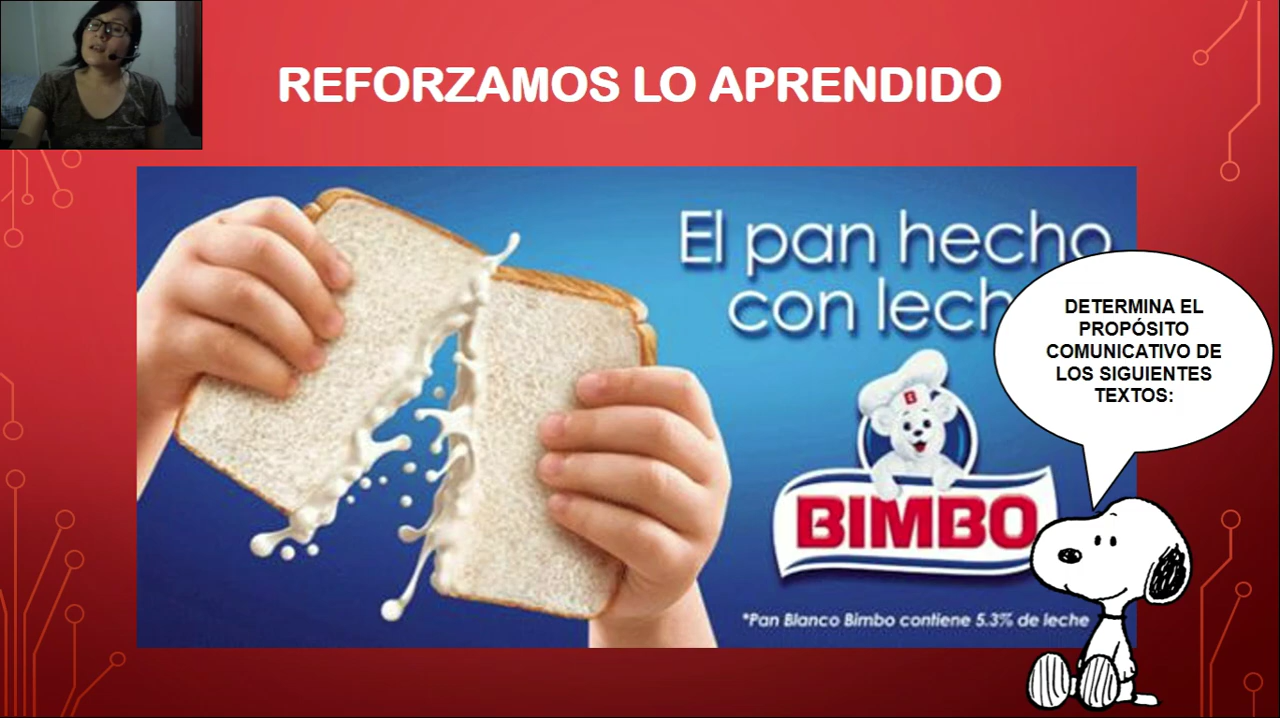 REFORZAMOS LO APRENDIDO
El pan hecho
con lech
DETERMINA EL
PROPÓSITO
COMUNICATIVO DE
LOS SIGUIENTES
TEXTOS:
B
BIMBO
*Pan Blanco Bimbo contiene 5.3% de leche